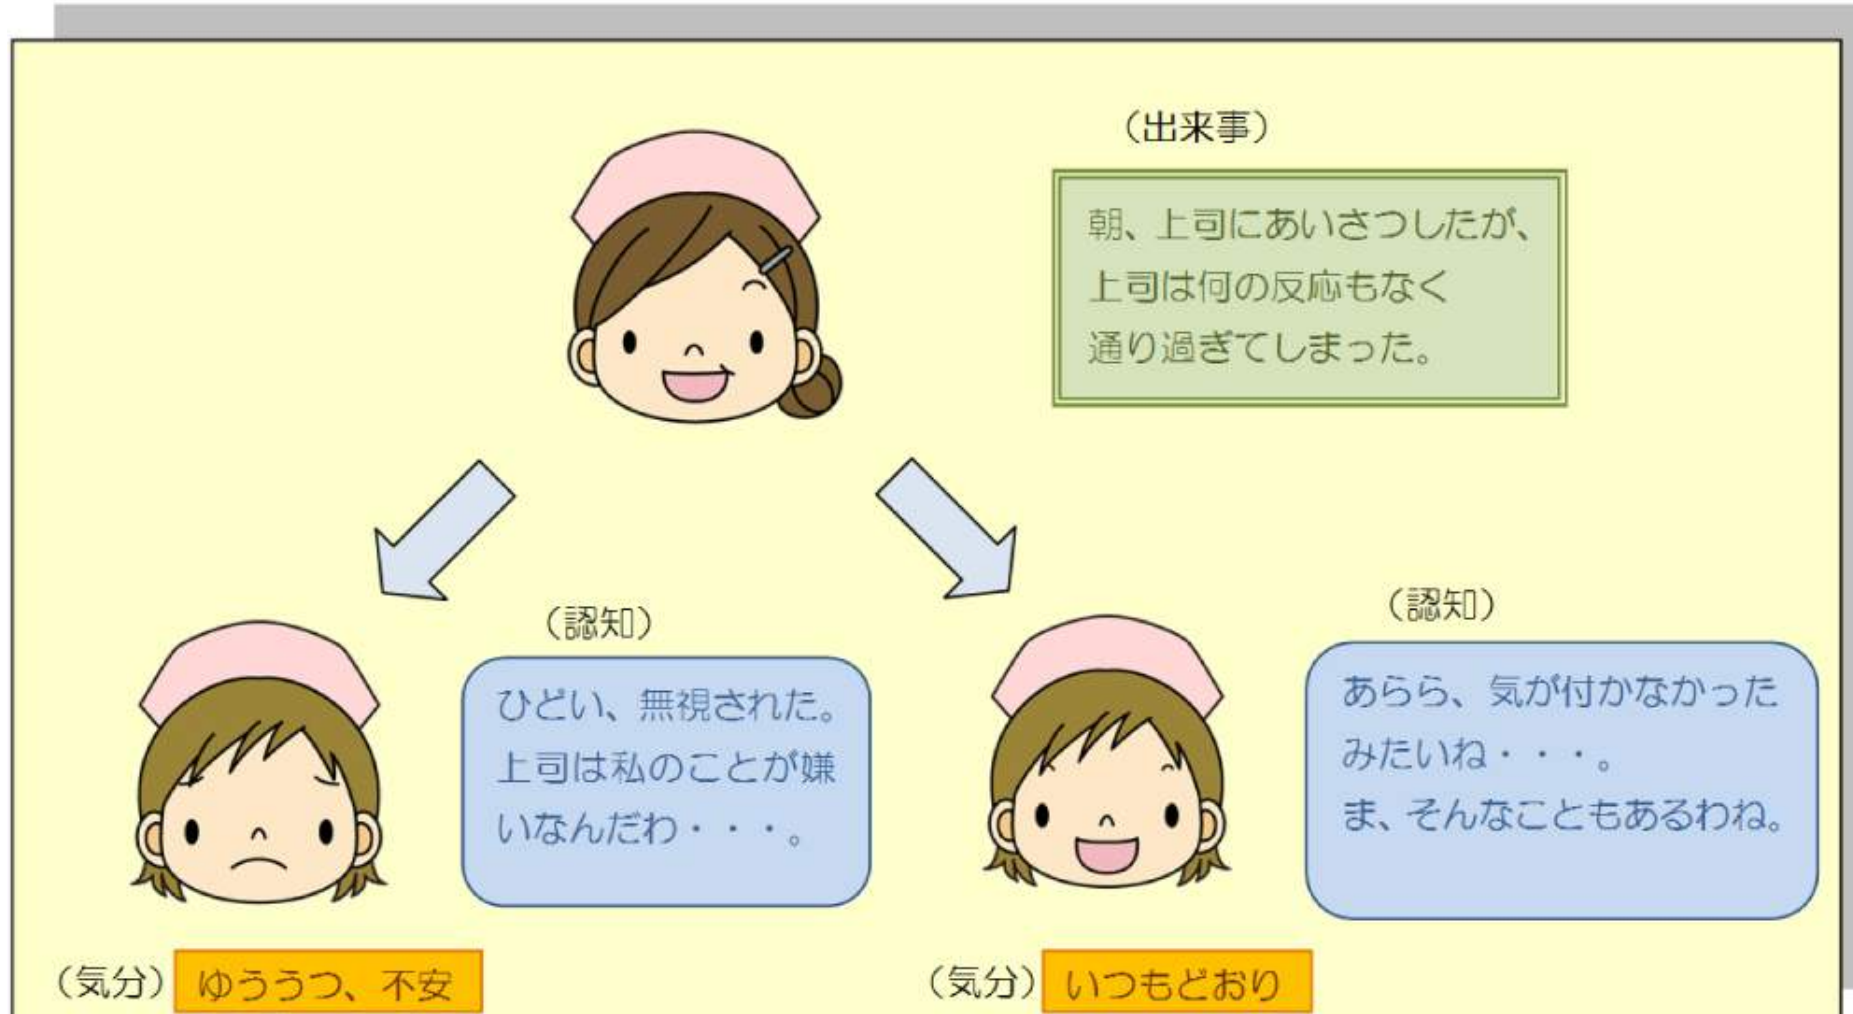 （出来事）
朝、上司にあいさつしたが、
上司は何の反応もなく
通り過ぎてしまった。
（認知）
ひどい、無視された。
上司は私のことが嫌
いなんだわ・・・。
（気分）ゆううつ、不安
（認知）
あらら、気が付かなかった
みたいね・・・。
ま、そんなこともあるわね。
（気分）いつもどおり